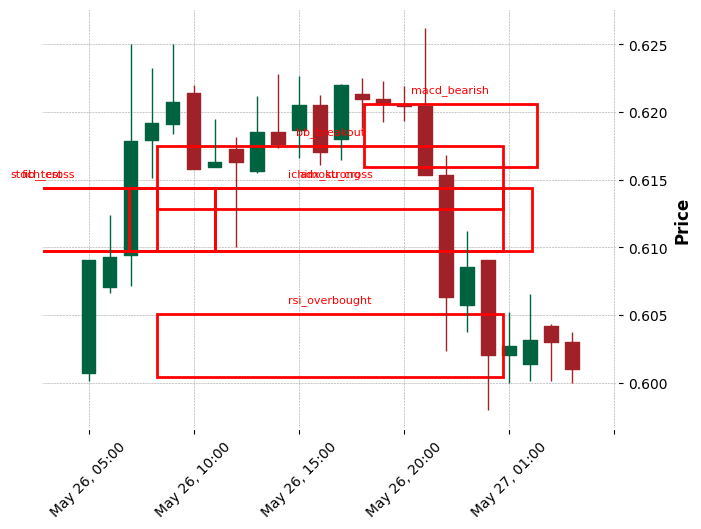 0.625
macd_bearish
0.620
bb_breakout
stoch_cross
fib_test
ichimoku_cross
adx_strong
0.615
Price
0.610
0.605
rsi_overbought
0.600
May 26, 05:00
May 26, 10:00
May 26, 15:00
May 26, 20:00
May 27, 01:00